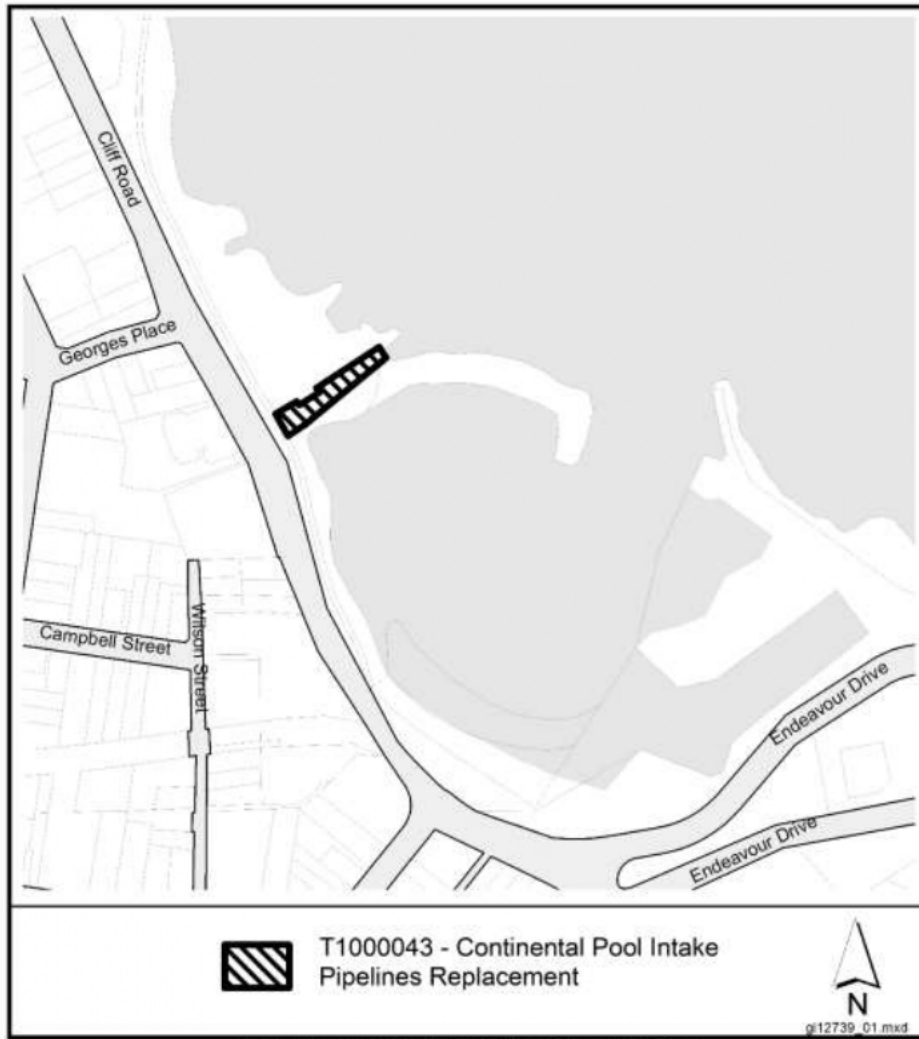 Cliff Road
Georges Place
Campbell Street
Wilson Street
Endeavour Drive
Endeavour Drive
T1000043 - Continental Pool Intake
Pipelines Replacement
N
gl12739_01.mxd